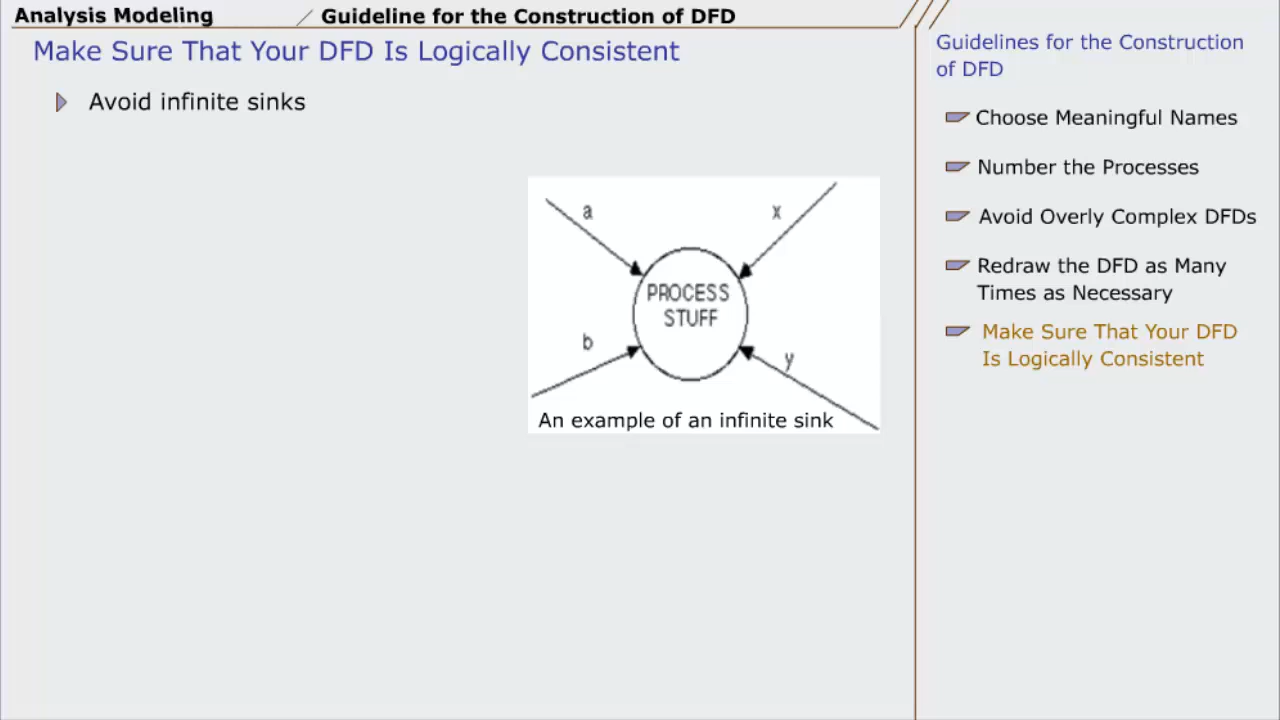 Analysis Modeling
Guideline for the Construction of DFD
Make Sure That Your DFD Is Logically Consistent
Avoid infinite sinks
a
x
PROCESS
STUFF
b
y
An example of an infinite sink
Guidelines for the Construction
of DFD
Choose Meaningful Names
Number the Processes
Avoid Overly Complex DFDs
Redraw the DFD as Many
Times as Necessary
Make Sure That Your DFD
Is Logically Consistent